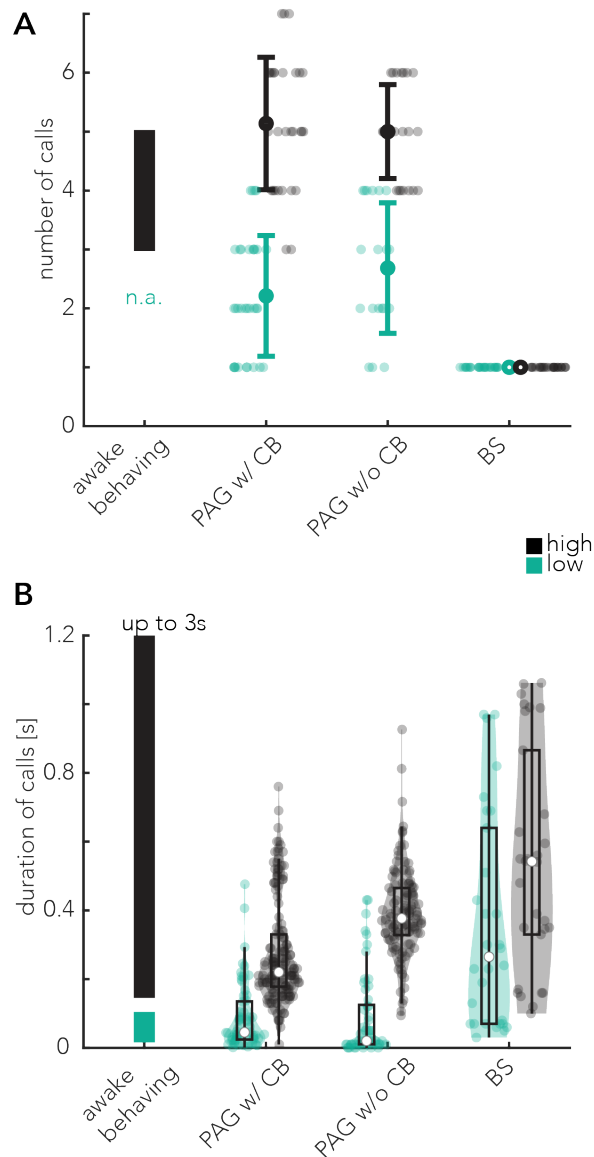 A
number of calls
6
4
2
0
n.a.
awake
behaving
PAG w/ CB
PAG w/o CB
BS
high
low
B
up to 3s
duration of calls [s]
1.2
0.8
0.4
0
awake
behaving
PAG w/ CB
PAG w/o CB
BS